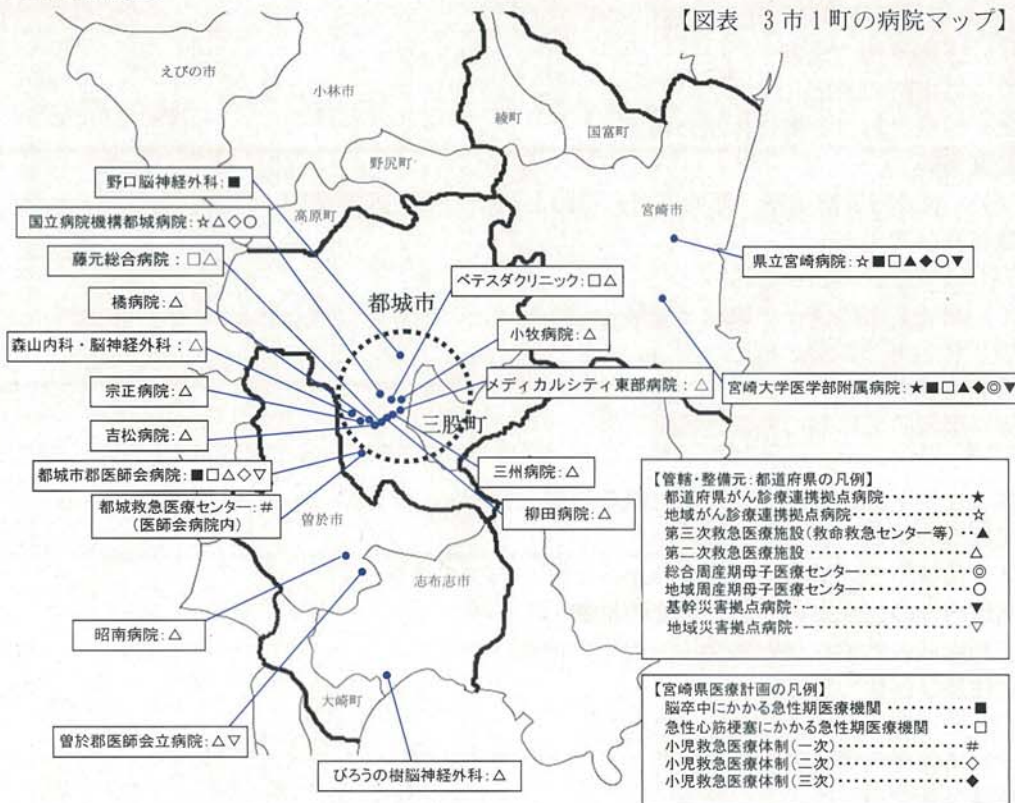 【図表　3市1町の病院マップ】
えびの市
小林市
綾町
国富町
野尻町
野口脳神経外科：■
宮崎市
国立病院機構都城病院：☆△◇○
高原町
県立宮崎病院：☆■□▲◆○▼
藤元総合病院：□△
ベテスダクリニック：□△
都城市
橘病院：△
小牧病院：△
森山内科・脳神経外科：△
メディカルシティ東部病院：△
宮崎大学医学部附属病院：★■□▲◆◎▼
宗正病院：△
三股町
吉松病院：△
都城市郡医師会病院：■□△◇▽
三州病院：△
都城救急医療センター：#
（医師会病院内）
柳田病院：△
曽於市
志布志市
昭南病院：△
大崎町
曽於郡医師会立病院：△▽
びろうの樹脳神経外科：△
【管轄・整備元：都道府県の凡例】
都道府県がん診療連携拠点病院・・・・・・・・・★
地域がん診療連携拠点病院・・・・・・・・・・・・☆
第三次救急医療施設（救命救急センター等）・・▲
第二次救急医療施設・・・・・・・・・・・・・・・・△
総合周産期母子医療センター・・・・・・・・・・・◎
地域周産期母子医療センター・・・・・・・・・・・○
基幹災害拠点病院・・・・・・・・・・・・・・・・・▼
地域災害拠点病院・・・・・・・・・・・・・・・・・▽
【宮崎県医療計画の凡例】
脳卒中にかかる急性期医療機関・・・・・・・・・■
急性心筋梗塞にかかる急性期医療機関・・・・□
小児救急医療体制（一次）・・・・・・・・・・・・#
小児救急医療体制（二次）・・・・・・・・・・・・◇
小児救急医療体制（三次）・・・・・・・・・・・・◆